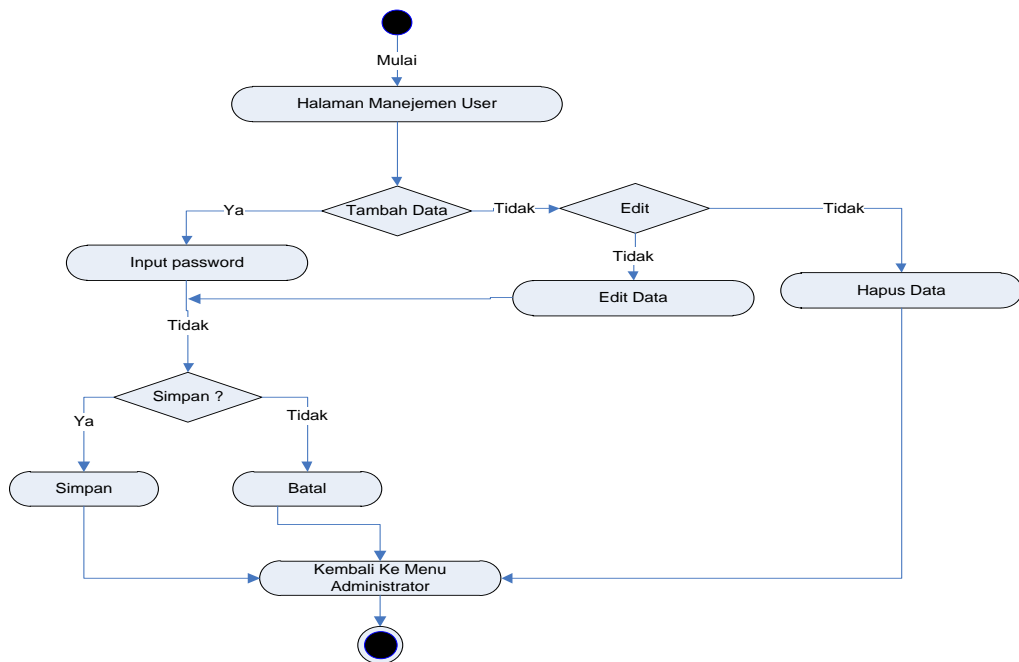 Mulai
Halaman Manejemen User
Tambah Data
Tidak
Edit
Tidak
Ya
Tidak
Input password
Edit Data
Hapus Data
Tidak
Simpan ?
Ya
Tidak
Simpan
Batal
Kembali Ke Menu
Administrator